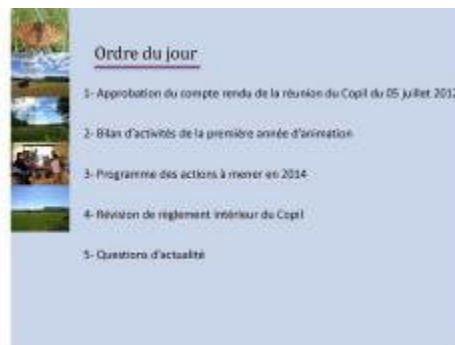 Ordre du jour
1- Approbation du compte rendu de la réunion du Copil du 05 juillet 2012
2- Bilan d'activités de la première année d'animation
3- Programme des actions à mener en 2014
4- Révision de règlement intérieur du Copil
5- Questions d'actualité